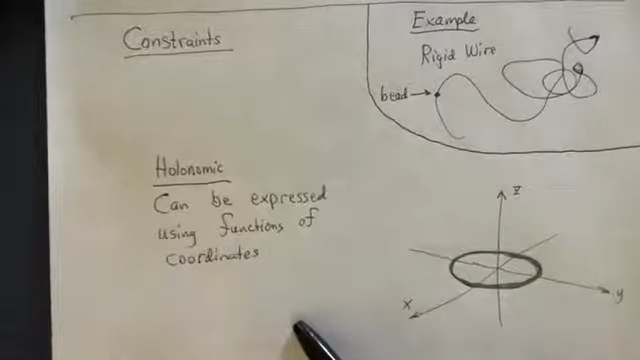 Constraints
Example
Rigid Wire
bead
Holonomic
Can be expressed
using functions of
coordinates
z
y
x